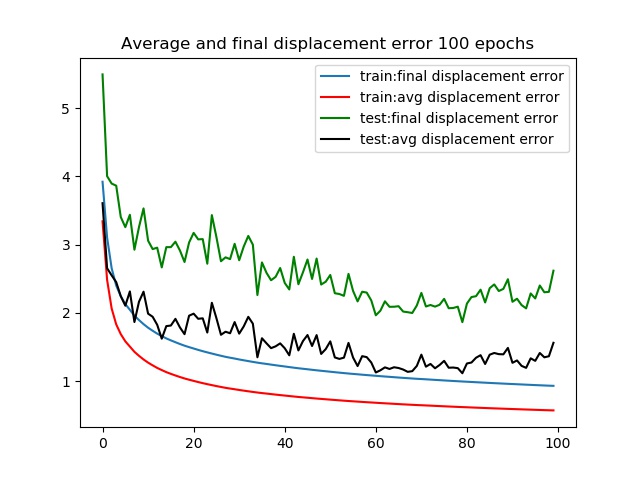 Average and final displacement error 100 epochs
train:final displacement error
train:avg displacement error
test:final displacement error
test:avg displacement error
5
4
3
2
1
0 20 40 60 80 100